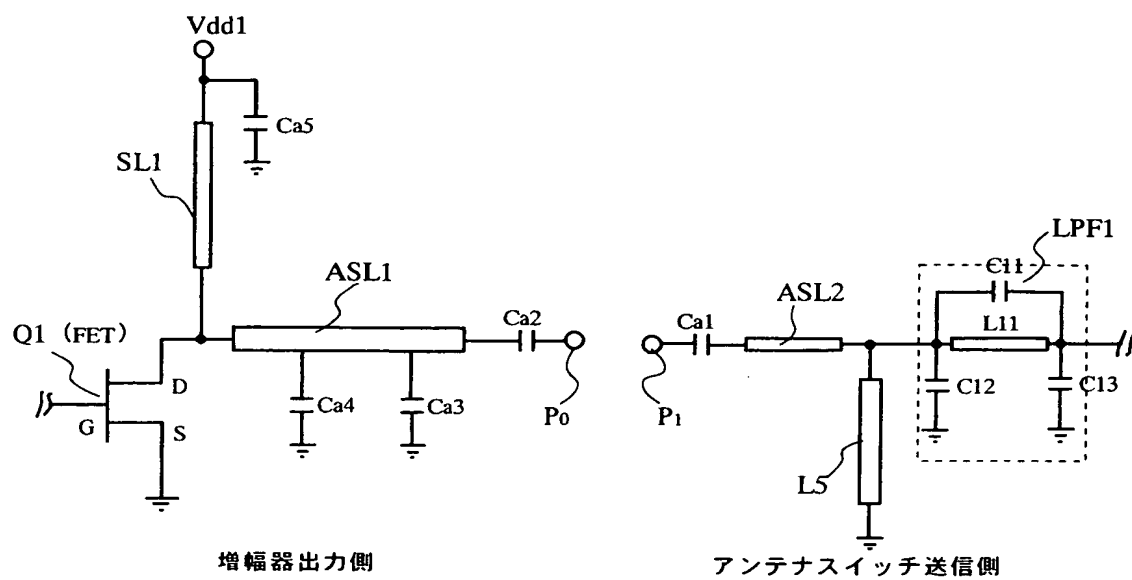 Vdd1
Ca5
SL1
ASL1
Ca2
Q1 (FET)
D
G
S
Ca4
Ca3
P0
増幅器出力側
LPF1
C11
ASL2
L11
Ca1
C12
C13
P1
L5
アンテナスイッチ送信側